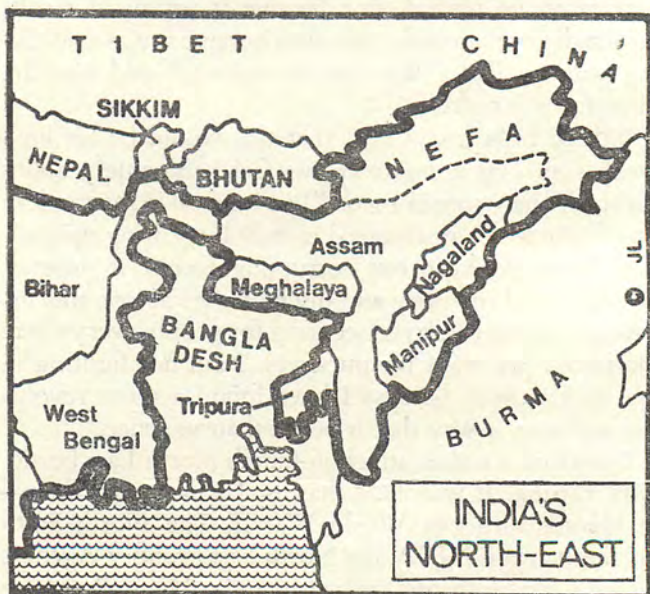 TIBET
CHINA
SIKKIM
NEPAL
BHUTAN
NEFA
Assam
Nagaland
Bihar
Meghalaya
© JL
BANGLA
DESH
Manipur
Tripura
West
Bengal
BURMA
INDIA'S
NORTH-EAST